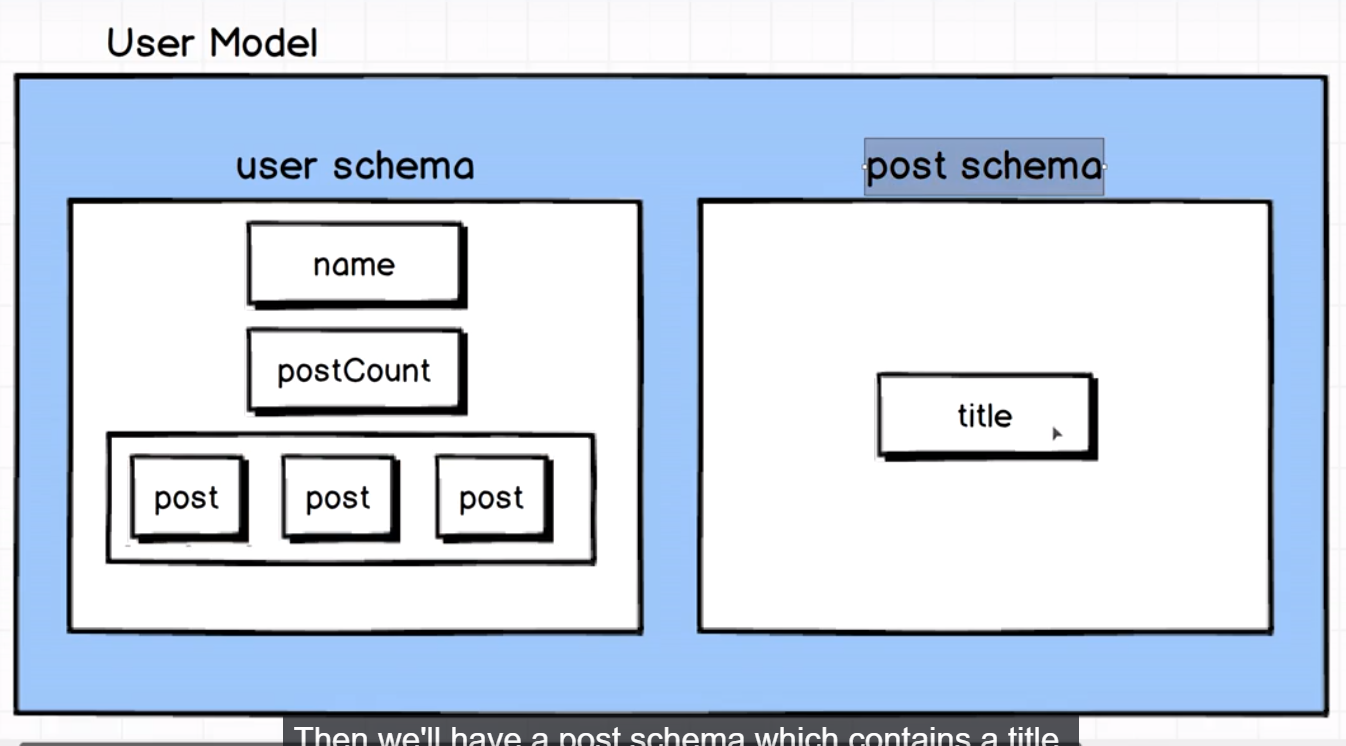 User Model
user schema
post schema
name
postCount
post post post
title
Then we'll have a post schema which contains a title